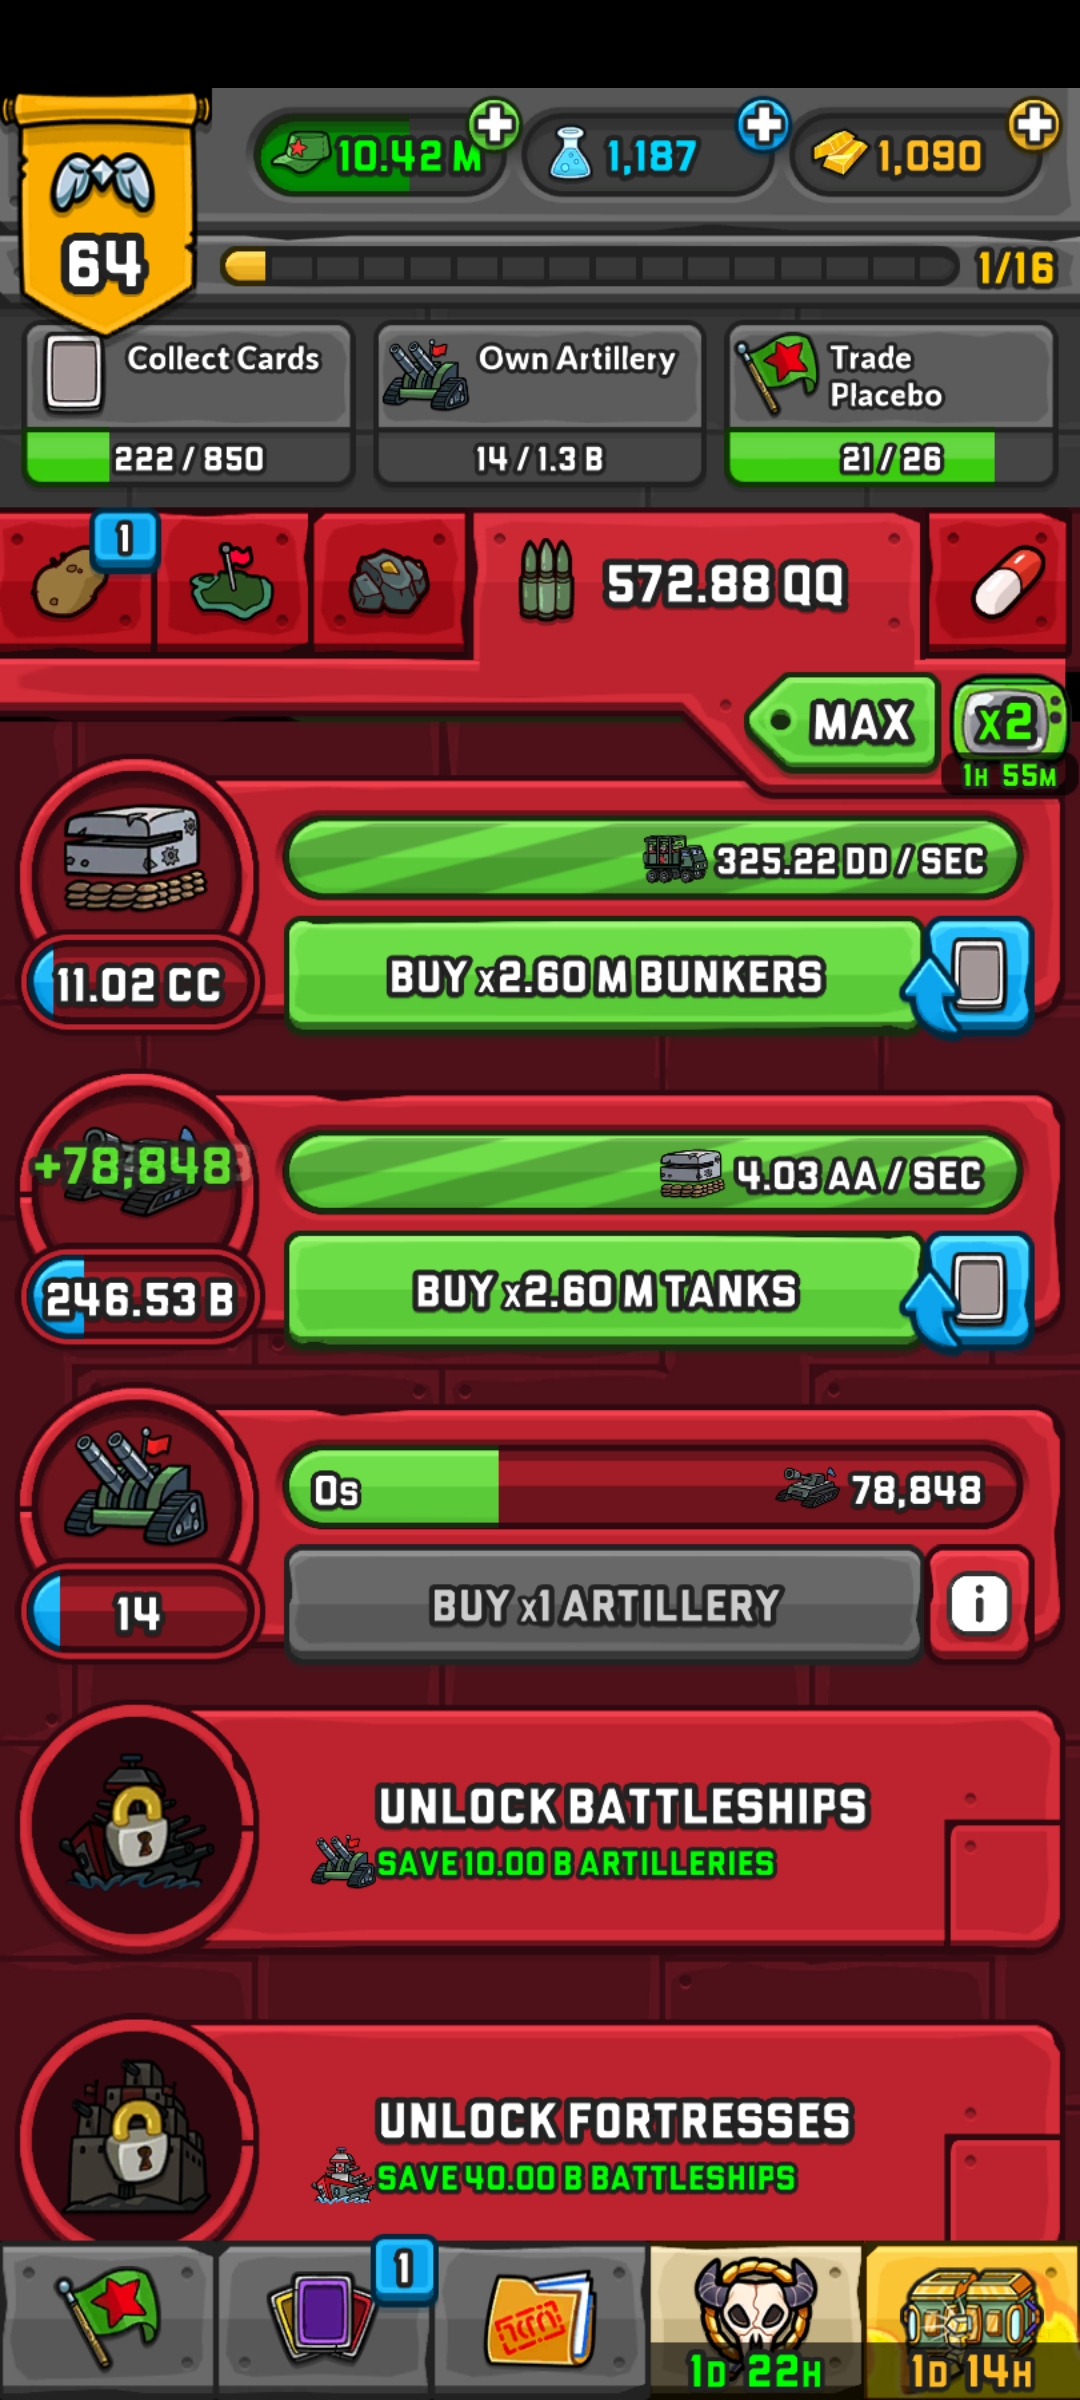 10.42 M
1,187
1,090
64
1/16
Collect Cards
222 / 850
Own Artillery
14 / 1.3 B
Trade
Placebo
21 / 26
1
572.88 QQ
MAX
x2
1H 55M
325.22 DD / SEC
11.02 CC
BUY x2.60 M BUNKERS
+78,848
4.03 AA / SEC
246.53 B
BUY x2.60 M TANKS
0s
78,848
14
BUY x1 ARTILLERY
i
UNLOCK BATTLESHIPS
SAVE 10.00 B ARTILLERIES
UNLOCK FORTRESSES
SAVE 40.00 B BATTLESHIPS
1
1D 22H
1D 14H